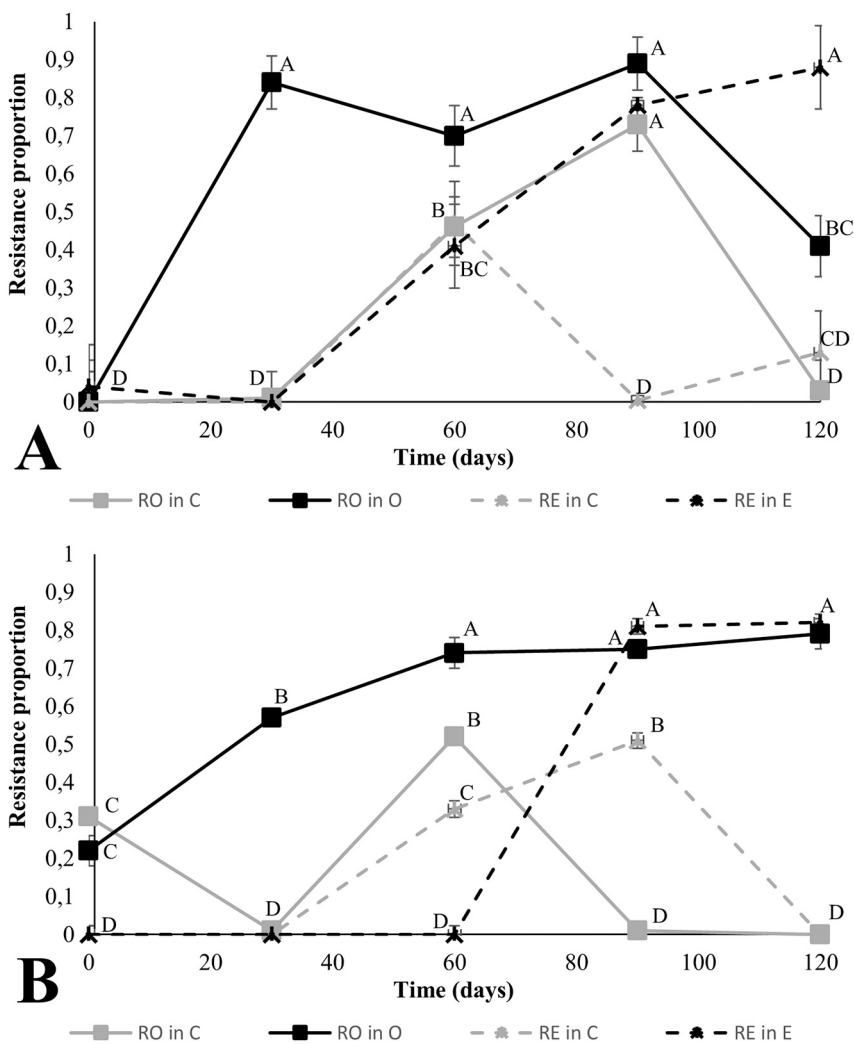 1
0,9
0,8
0,7
0,6
0,5
0,4
0,3
0,2
0,1
0
Resistance proportion
A
A
A
A
A
B
BC
BC
D
D
D
CD
D
0 20 40 60 80 100 120
Time (days)
A
RO in C RO in O RE in C RE in E
1
0,9
0,8
0,7
0,6
0,5
0,4
0,3
0,2
0,1
0
Resistance proportion
A
A
A
A
B
B
B
C
C
C
D
D
D
D
D
0 20 40 60 80 100 120
Time (days)
B
RO in C RO in O RE in C RE in E